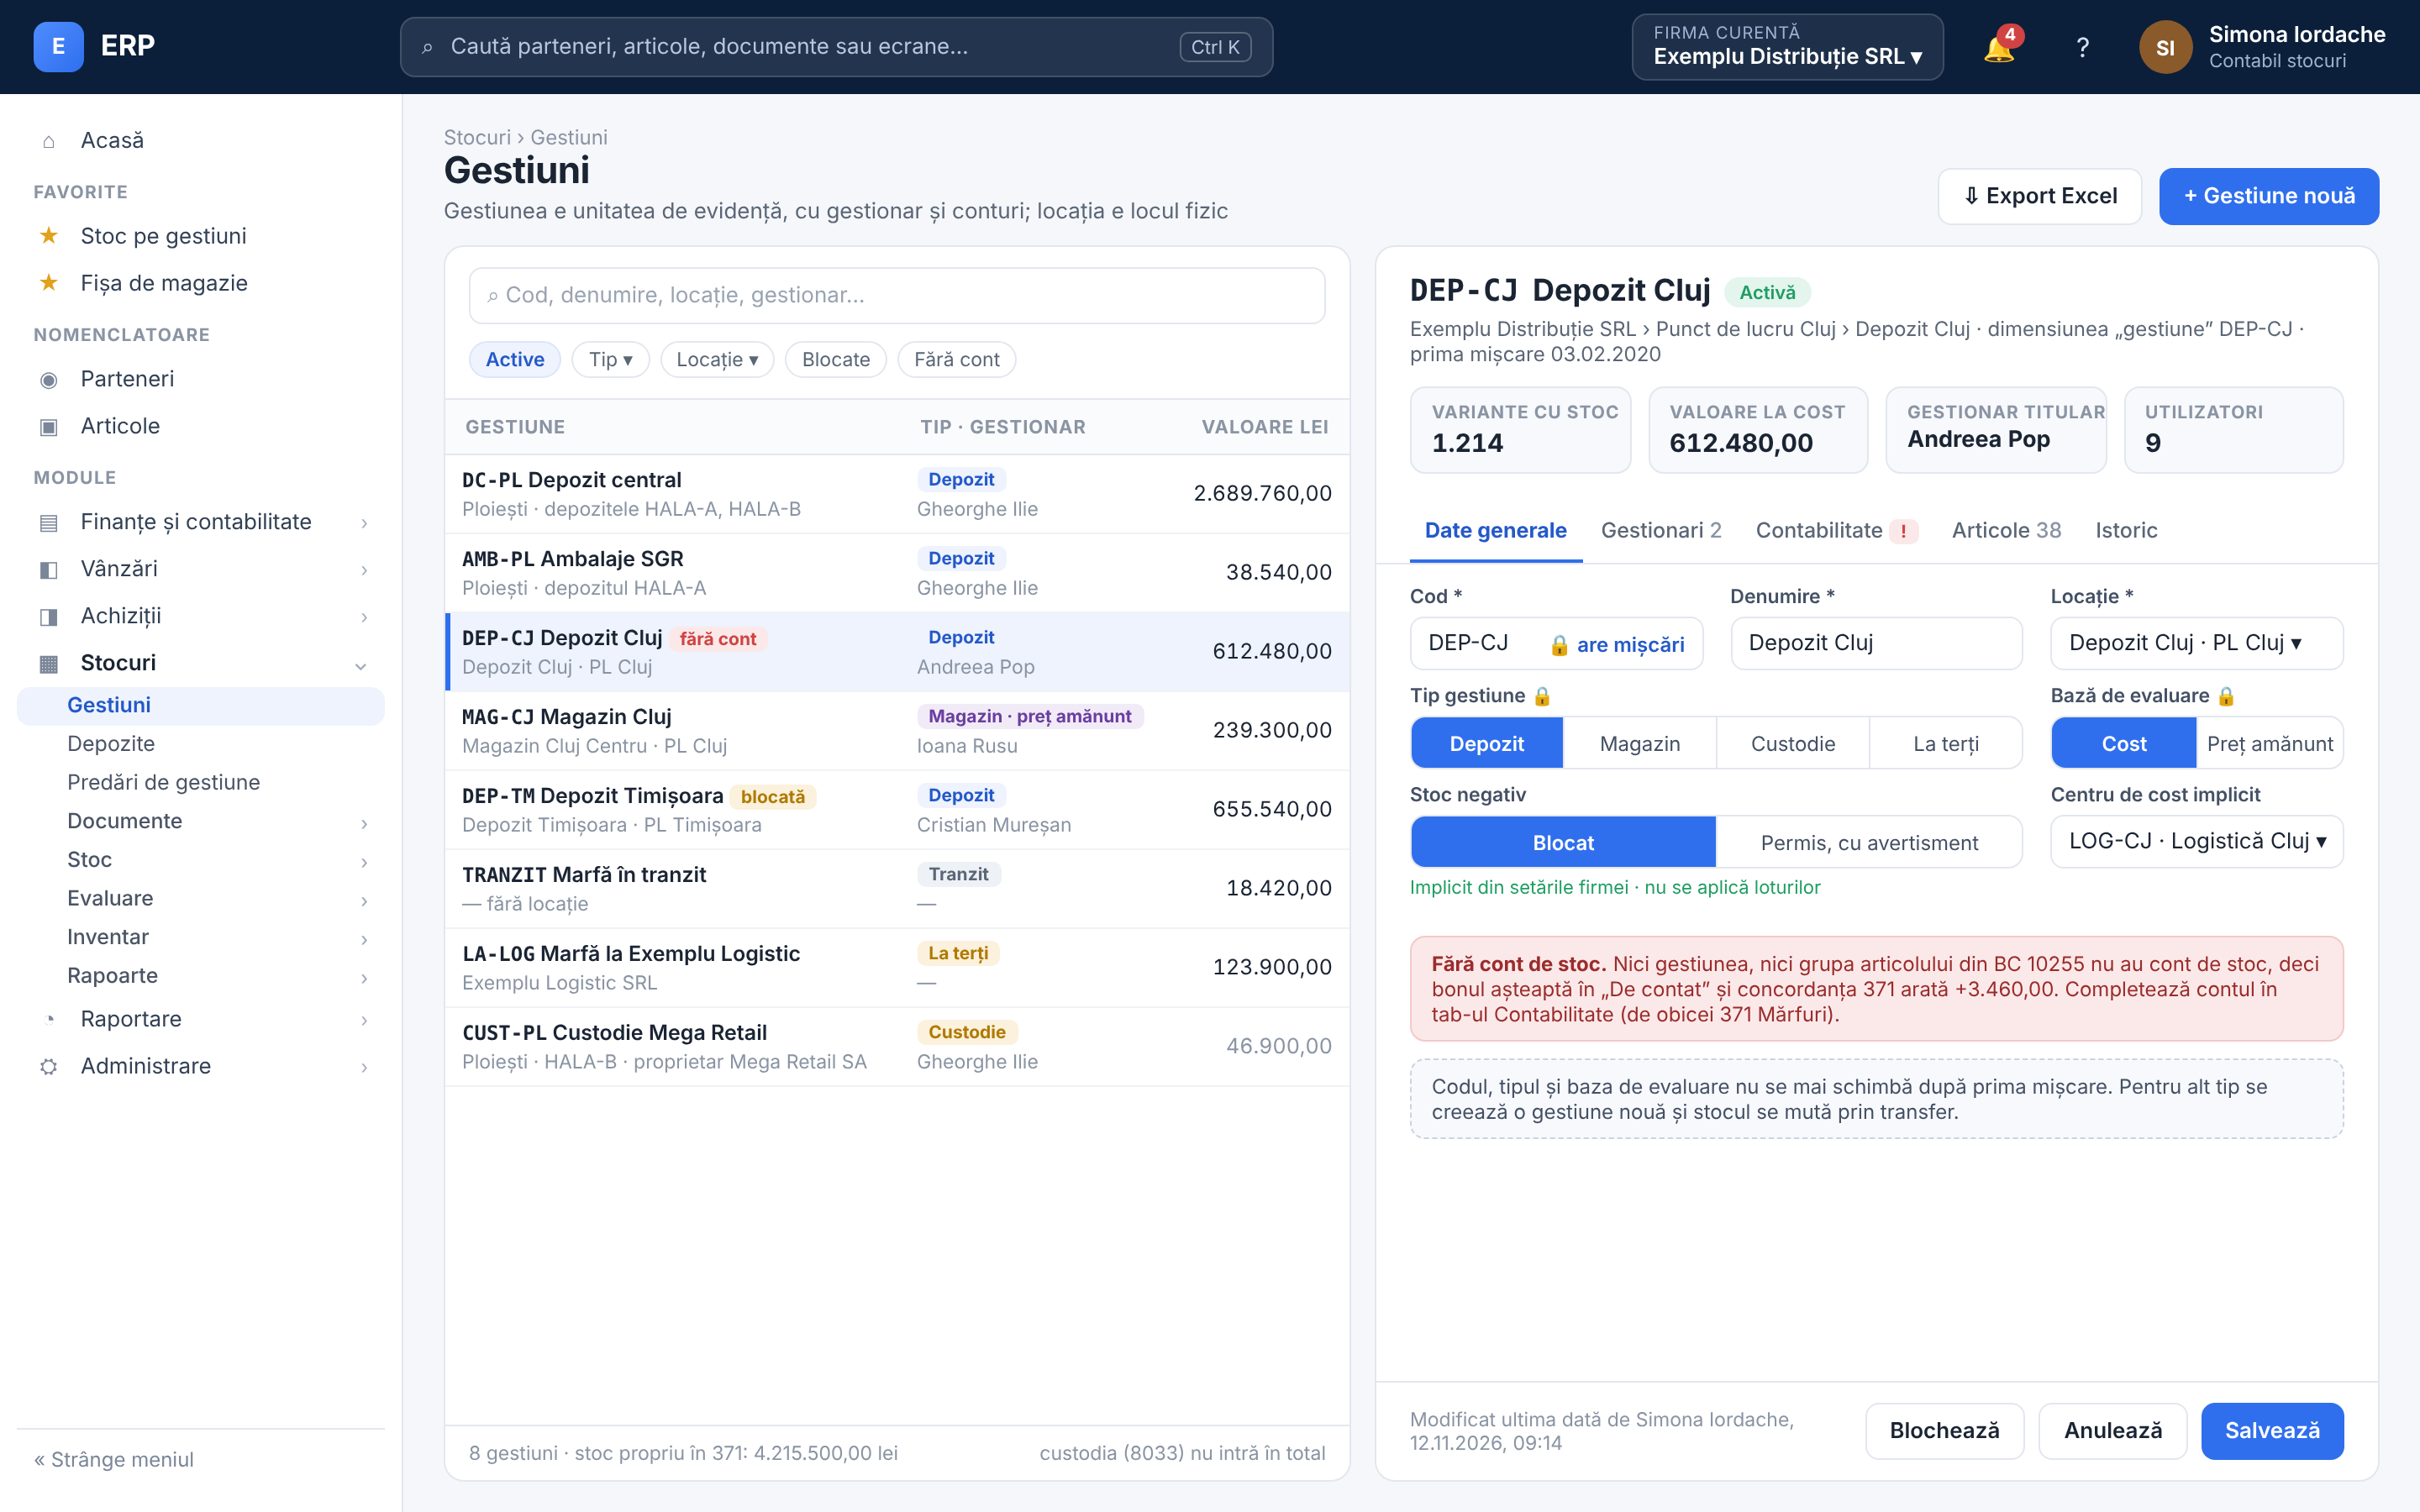 E ERP
Caută parteneri, articole, documente sau ecrane... Ctrl K
FIRMA CURENTĂ
Exemplu Distribuție SRL ▾
4
?
SI
Simona Iordache
Contabil stocuri
Acasă
FAVORITE
★ Stoc pe gestiuni
★ Fișa de magazie
NOMENCLATOARE
Parteneri
Articole
MODULE
Finanțe și contabilitate ›
Vânzări ›
Achiziții ›
Stocuri
Gestiuni
Depozite
Predări de gestiune
Documente ›
Stoc ›
Evaluare ›
Inventar ›
Rapoarte ›
Raportare ›
Administrare ›
« Strânge meniul
Stocuri › Gestiuni
Gestiuni
Gestiunea e unitatea de evidență, cu gestionar și conturi; locația e locul fizic
⇩ Export Excel
+ Gestiune nouă
Cod, denumire, locație, gestionar...
Active Tip ▾ Locație ▾ Blocate Fără cont
GESTIUNE TIP · GESTIONAR VALOARE LEI
DC-PL Depozit central Depozit 2.689.760,00
Ploiești · depozitele HALA-A, HALA-B Gheorghe Ilie
AMB-PL Ambalaje SGR Depozit 38.540,00
Ploiești · depozitul HALA-A Gheorghe Ilie
DEP-CJ Depozit Cluj fără cont Depozit 612.480,00
Depozit Cluj · PL Cluj Andreea Pop
MAG-CJ Magazin Cluj Magazin · preț amănunt 239.300,00
Magazin Cluj Centru · PL Cluj Ioana Rusu
DEP-TM Depozit Timișoara blocată Depozit 655.540,00
Depozit Timișoara · PL Timișoara Cristian Mureșan
TRANZIT Marfă în tranzit Tranzit 18.420,00
— fără locație —
LA-LOG Marfă la Exemplu Logistic La terți 123.900,00
Exemplu Logistic SRL —
CUST-PL Custodie Mega Retail Custodie 46.900,00
Ploiești · HALA-B · proprietar Mega Retail SA Gheorghe Ilie
8 gestiuni · stoc propriu în 371: 4.215.500,00 lei custodia (8033) nu intră în total
DEP-CJ Depozit Cluj Activă
Exemplu Distribuție SRL › Punct de lucru Cluj › Depozit Cluj · dimensiunea „gestiune” DEP-CJ ·
prima mișcare 03.02.2020
VARIANTE CU STOC VALOARE LA COST GESTIONAR TITULAR UTILIZATORI
1.214 612.480,00 Andreea Pop 9
Date generale Gestionari 2 Contabilitate ! Articole 38 Istoric
Cod * Denumire * Locație *
DEP-CJ 🔒 are mișcări Depozit Cluj Depozit Cluj · PL Cluj ▾
Tip gestiune 🔒 Bază de evaluare 🔒
Depozit Magazin Custodie La terți Cost Preț amănunt
Stoc negativ Centru de cost implicit
Blocat Permis, cu avertisment LOG-CJ · Logistică Cluj ▾
Implicit din setările firmei · nu se aplică loturilor
Fără cont de stoc. Nici gestiunea, nici grupa articolului din BC 10255 nu au cont de stoc, deci
bonul așteaptă în „De contat” și concordanța 371 arată +3.460,00. Completează contul în
tab-ul Contabilitate (de obicei 371 Mărfuri).
Codul, tipul și baza de evaluare nu se mai schimbă după prima mișcare. Pentru alt tip se
creează o gestiune nouă și stocul se mută prin transfer.
Modificat ultima dată de Simona Iordache,
12.11.2026, 09:14
Blochează Anulează Salvează